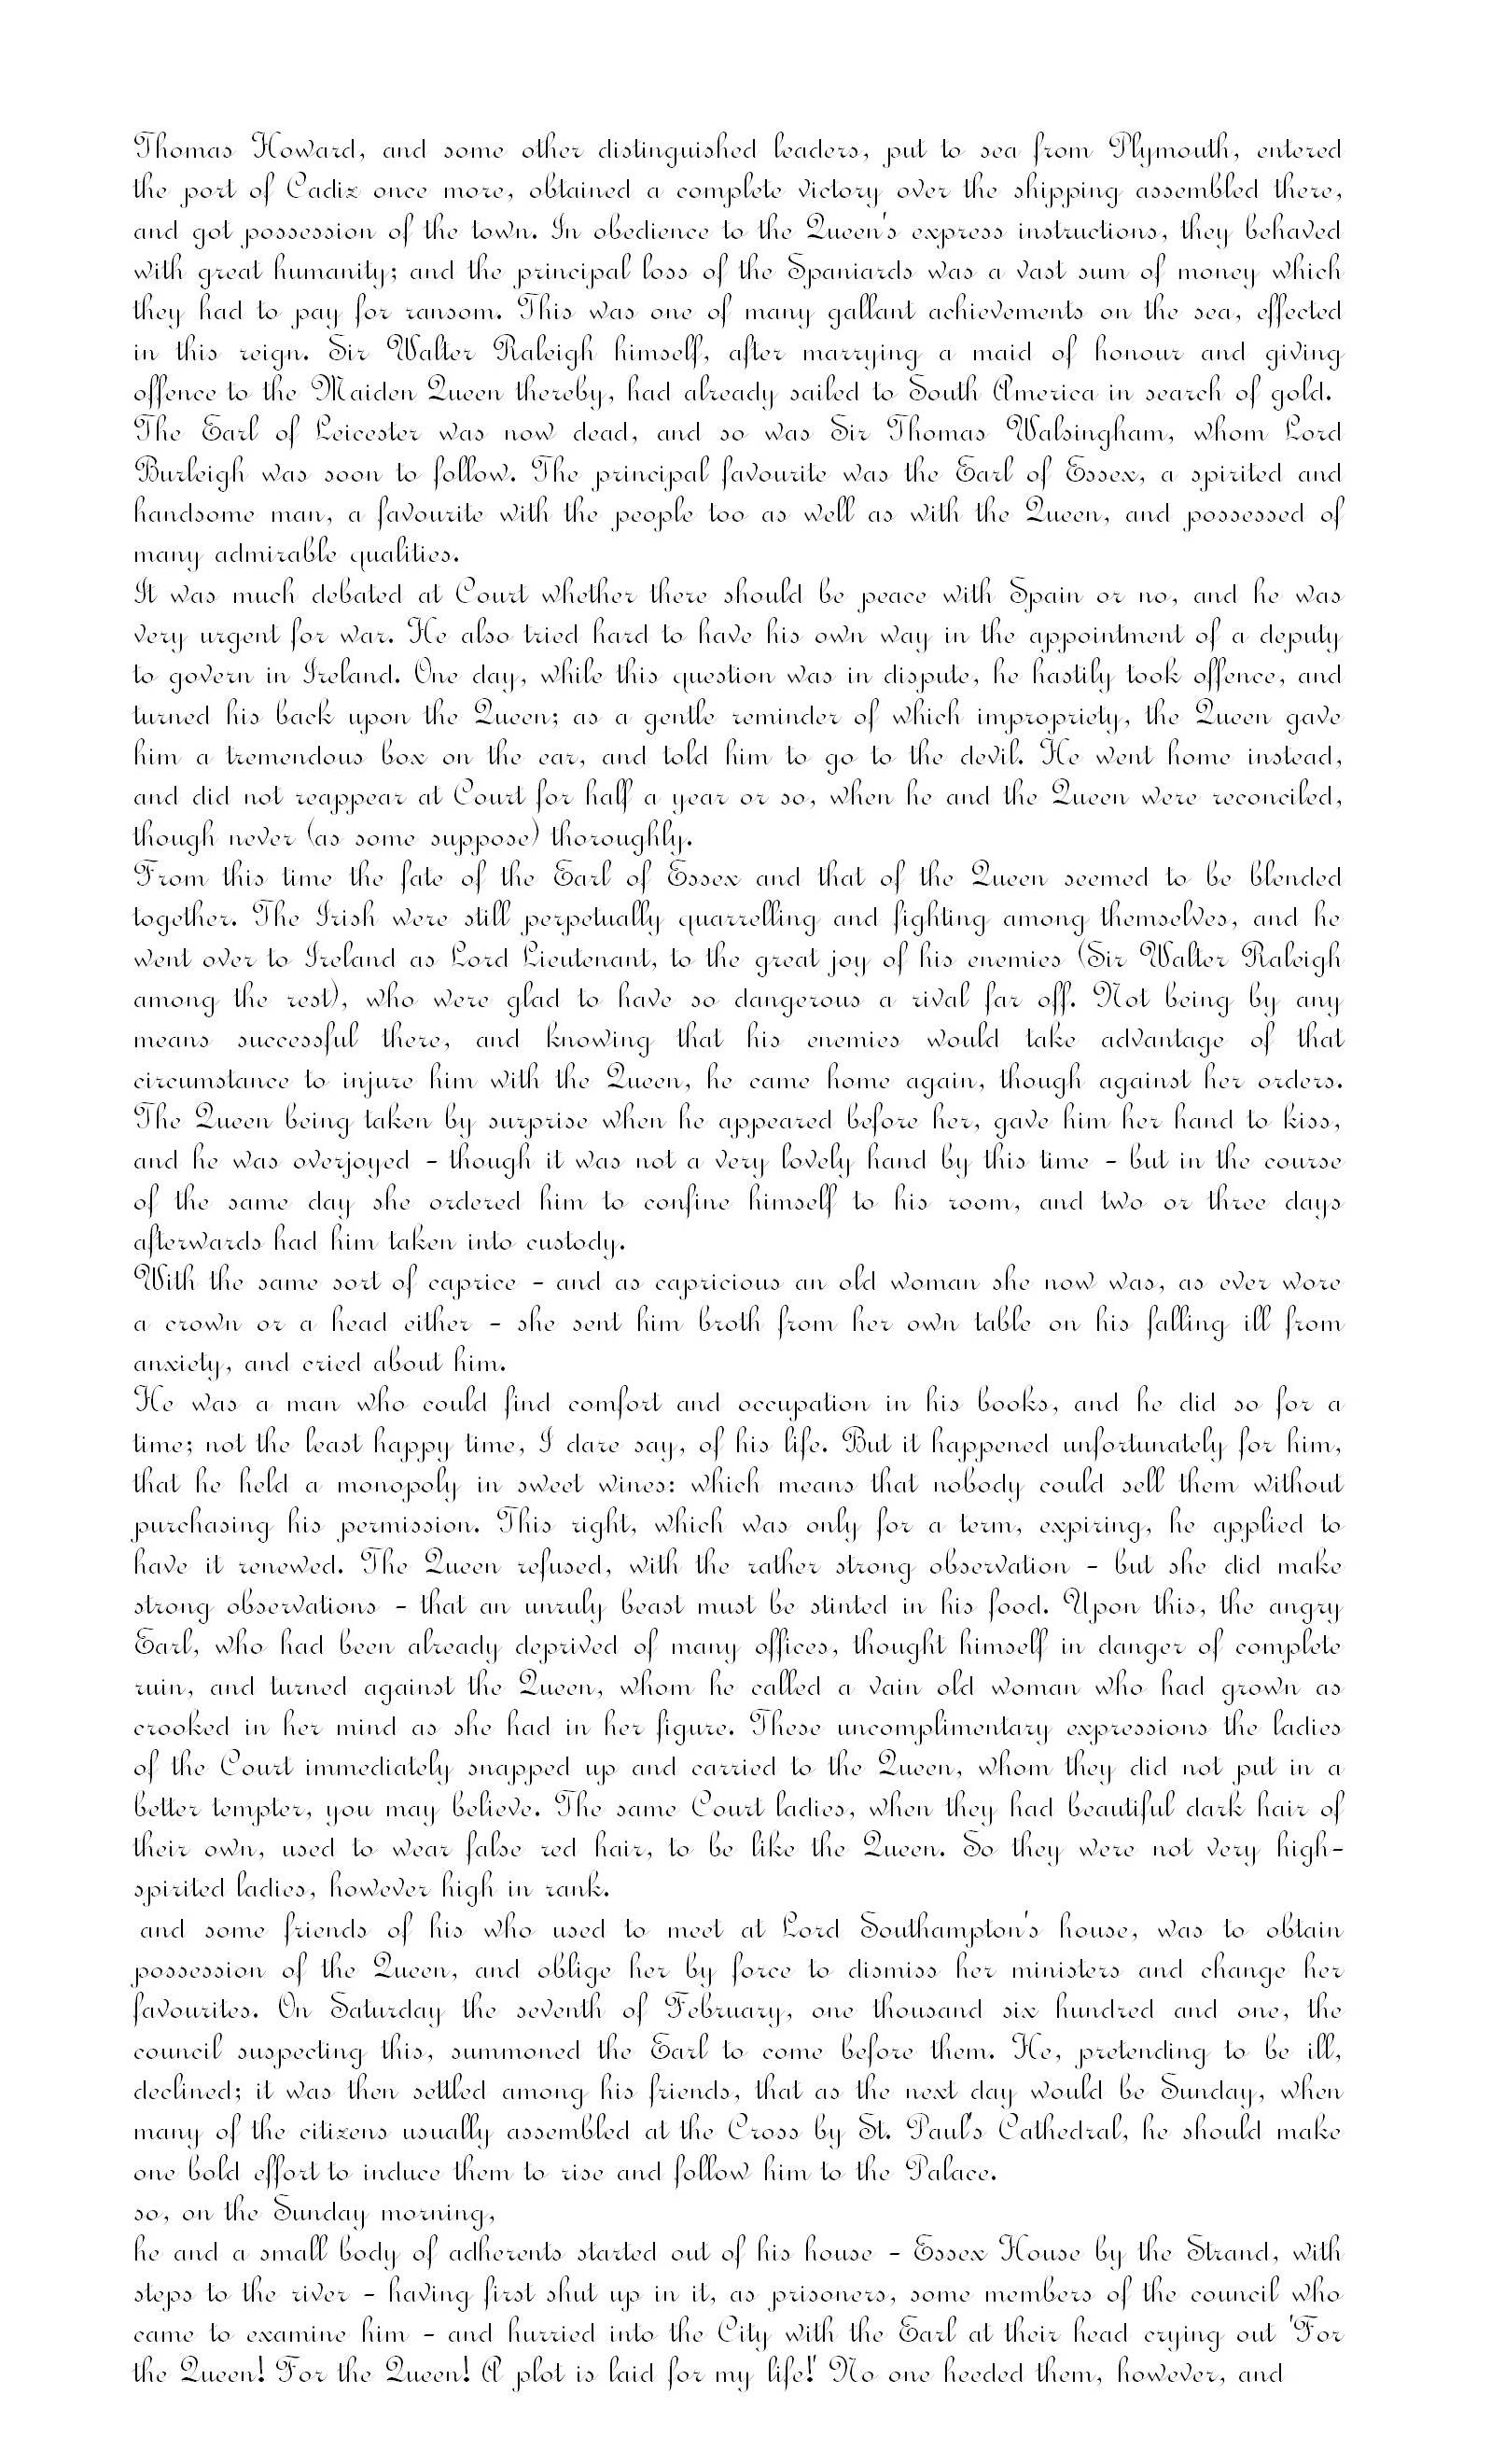 Thomas Howard, and some other distinguished leaders, put to sea from Plymouth, entered
the port of Cadiz once more, obtained a complete victory over the shipping assembled there,
and got possession of the town. In obedience to the Queen's express instructions, they behaved
with great humanity; and the principal loss of the Spaniards was a vast sum of money which
they had to pay for ransom. This was one of many gallant achievements on the sea, effected
in this reign. Sir Walter Raleigh himself, after marrying a maid of honour and giving
offence to the Maiden Queen thereby, had already sailed to South America in search of gold.
The Earl of Leicester was now dead, and so was Sir Thomas Walsingham, whom Lord
Burleigh was soon to follow. The principal favourite was the Earl of Essex, a spirited and
handsome man, a favourite with the people too as well as with the Queen, and possessed of
many admirable qualities.
It was much debated at Court whether there should be peace with Spain or no, and he was
very urgent for war. He also tried hard to have his own way in the appointment of a deputy
to govern in Ireland. One day, while this question was in dispute, he hastily took offence, and
turned his back upon the Queen; as a gentle reminder of which impropriety, the Queen gave
him a tremendous box on the ear, and told him to go to the devil. He went home instead,
and did not reappear at Court for half a year or so, when he and the Queen were reconciled,
though never (as some suppose) thoroughly.
From this time the fate of the Earl of Essex and that of the Queen seemed to be blended
together. The Irish were still perpetually quarrelling and fighting among themselves, and he
went over to Ireland as Lord Lieutenant, to the great joy of his enemies (Sir Walter Raleigh
among the rest), who were glad to have so dangerous a rival far off. Not being by any
means successful there, and knowing that his enemies would take advantage of that
circumstance to injure him with the Queen, he came home again, though against her orders.
The Queen being taken by surprise when he appeared before her, gave him her hand to kiss,
and he was overjoyed - though it was not a very lovely hand by this time - but in the course
of the same day she ordered him to confine himself to his room, and two or three days
afterwards had him taken into custody.
With the same sort of caprice - and as capricious an old woman she now was, as ever wore
a crown or a head either - she sent him broth from her own table on his falling ill from
anxiety, and cried about him.
He was a man who could find comfort and occupation in his books, and he did so for a
time; not the least happy time, I dare say, of his life. But it happened unfortunately for him,
that he held a monopoly in sweet wines: which means that nobody could sell them without
purchasing his permission. This right, which was only for a term, expiring, he applied to
have it renewed. The Queen refused, with the rather strong observation - but she did make
strong observations - that an unruly beast must be stinted in his food. Upon this, the angry
Earl, who had been already deprived of many offices, thought himself in danger of complete
ruin, and turned against the Queen, whom he called a vain old woman who had grown as
crooked in her mind as she had in her figure. These uncomplimentary expressions the ladies
of the Court immediately snapped up and carried to the Queen, whom they did not put in a
better tempter, you may believe. The same Court ladies, when they had beautiful dark hair of
their own, used to wear false red hair, to be like the Queen. So they were not very high-
spirited ladies, however high in rank.
and some friends of his who used to meet at Lord Southampton's house, was to obtain
possession of the Queen, and oblige her by force to dismiss her ministers and change her
favourites. On Saturday the seventh of February, one thousand six hundred and one, the
council suspecting this, summoned the Earl to come before them. He, pretending to be ill,
declined; it was then settled among his friends, that as the next day would be Sunday, when
many of the citizens usually assembled at the Cross by St. Paul's Cathedral, he should make
one bold effort to induce them to rise and follow him to the Palace.
so, on the Sunday morning,
he and a small body of adherents started out of his house - Essex House by the Strand, with
steps to the river - having first shut up in it, as prisoners, some members of the council who
came to examine him - and hurried into the City with the Earl at their head crying out 'For
the Queen! For the Queen! A plot is laid for my life!' No one heeded them, however, and